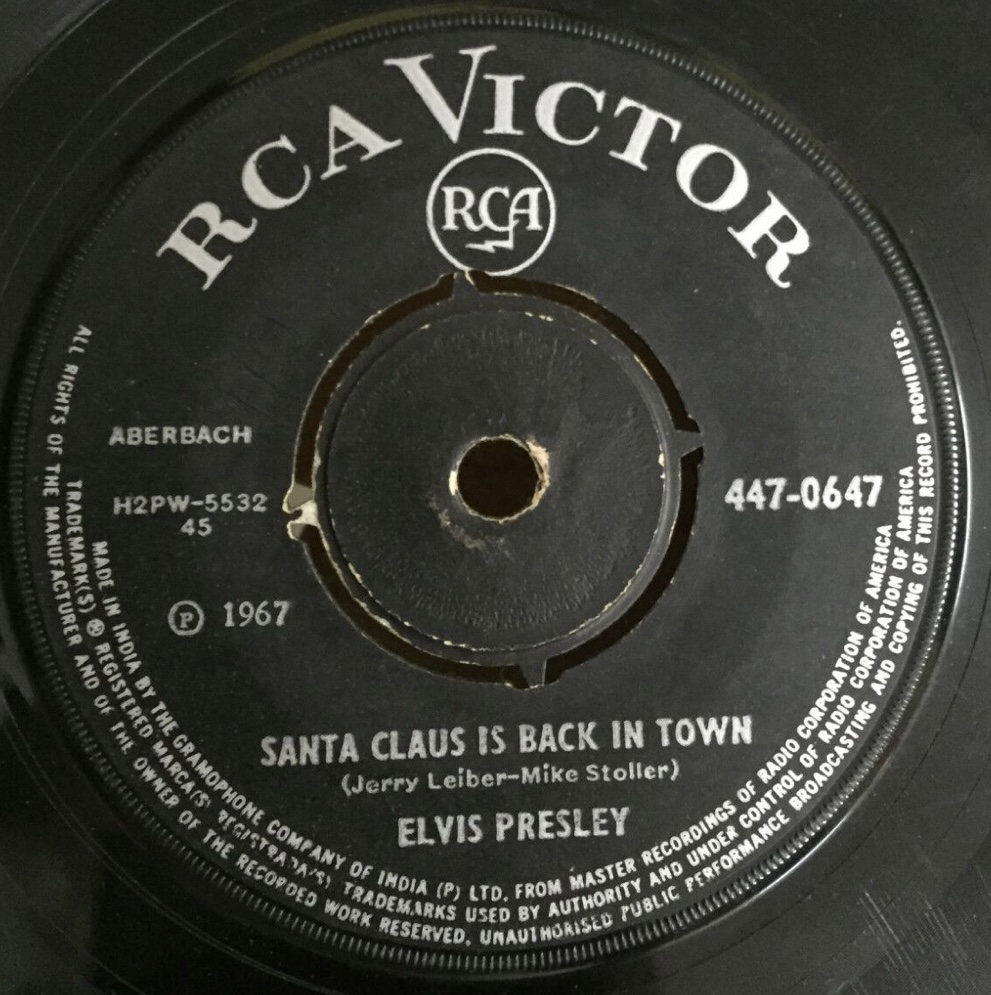 RCA VICTOR
RCA
ABERBACH
H2PW-5532
45
Ⓟ 1967
447-0647
SANTA CLAUS IS BACK IN TOWN
(Jerry Leiber-Mike Stoller)
ELVIS PRESLEY
MADE IN INDIA BY THE GRAMOPHONE COMPANY OF INDIA (P) LTD. FROM MASTER RECORDINGS OF RADIO CORPORATION OF AMERICA
TRADEMARK(S) ® REGISTERED MARCA(S) REGISTRADA(S) TRADEMARKS USED BY AUTHORITY AND UNDER CONTROL OF RADIO CORPORATION OF AMERICA
ALL RIGHTS OF THE MANUFACTURER AND OF THE OWNER OF THE RECORDED WORK RESERVED. UNAUTHORISED PUBLIC PERFORMANCE BROADCASTING AND COPYING OF THIS RECORD PROHIBITED.